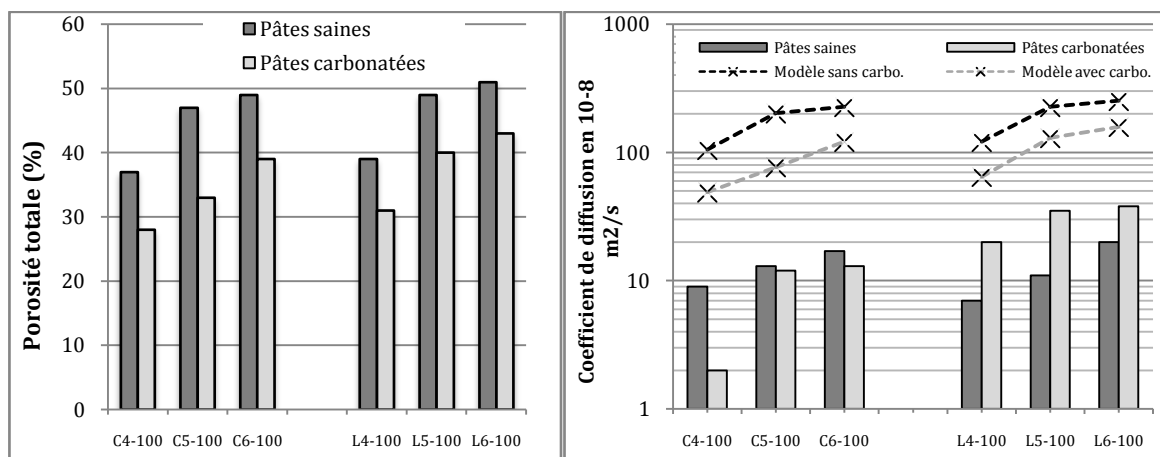 Porosité totale (%)
60
50
40
30
20
10
0
Pâtes saines
Pâtes carbonatées
C4-100
C5-100
C6-100
L4-100
L5-100
L6-100
Coefficient de diffusion en 10-8
m2/s
1000
100
10
1
Pâtes saines
Pâtes carbonatées
Modèle sans carbo.
Modèle avec carbo.
C4-100
C5-100
C6-100
L4-100
L5-100
L6-100